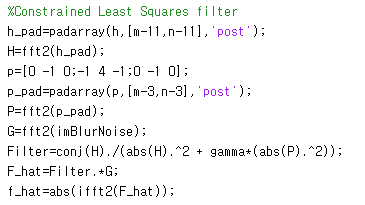 %Constrained Least Squares filter
h_pad=padarray(h,[m-11,n-11],'post');
H=fft2(h_pad);
p=[0 -1 0;-1 4 -1;0 -1 0];
p_pad=padarray(p,[m-3,n-3],'post');
P=fft2(p_pad);
G=fft2(imBlurNoise);
Filter=conj(H)./(abs(H).^2 + gamma*(abs(P).^2));
F_hat=Filter.*G;
f_hat=abs(ifft2(F_hat));